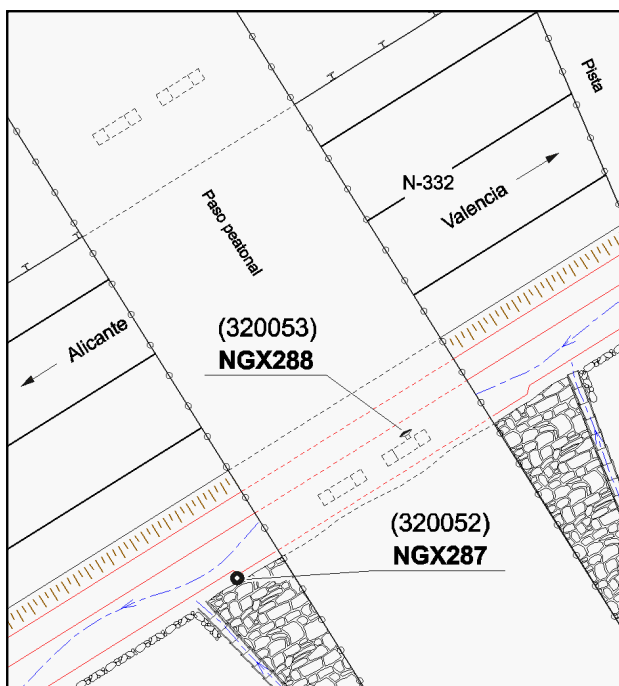 Pista
N-332
Valencia
Paso peatonal
(320053)
NGX288
Alicante
(320052)
NGX287